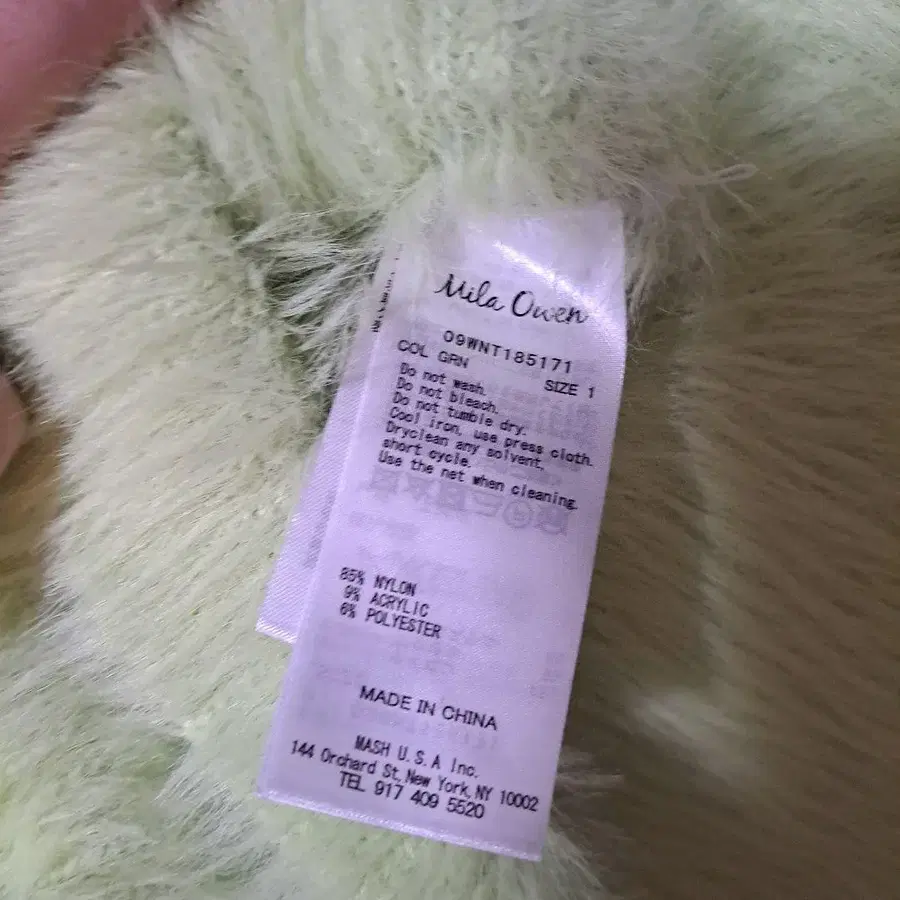 Mila Owen
09WNT185171
COL GRN
SIZE 1
Do not wash.
Do not bleach.
Do not tumble dry.
Cool iron, use press cloth.
Dryclean any solvent,
short cycle.
Use the net when cleaning.
85% NYLON
9% ACRYLIC
6% POLYESTER
MADE IN CHINA
MASH U.S.A Inc.
144 Orchard St, New York, NY 10002
TEL 917 409 5520